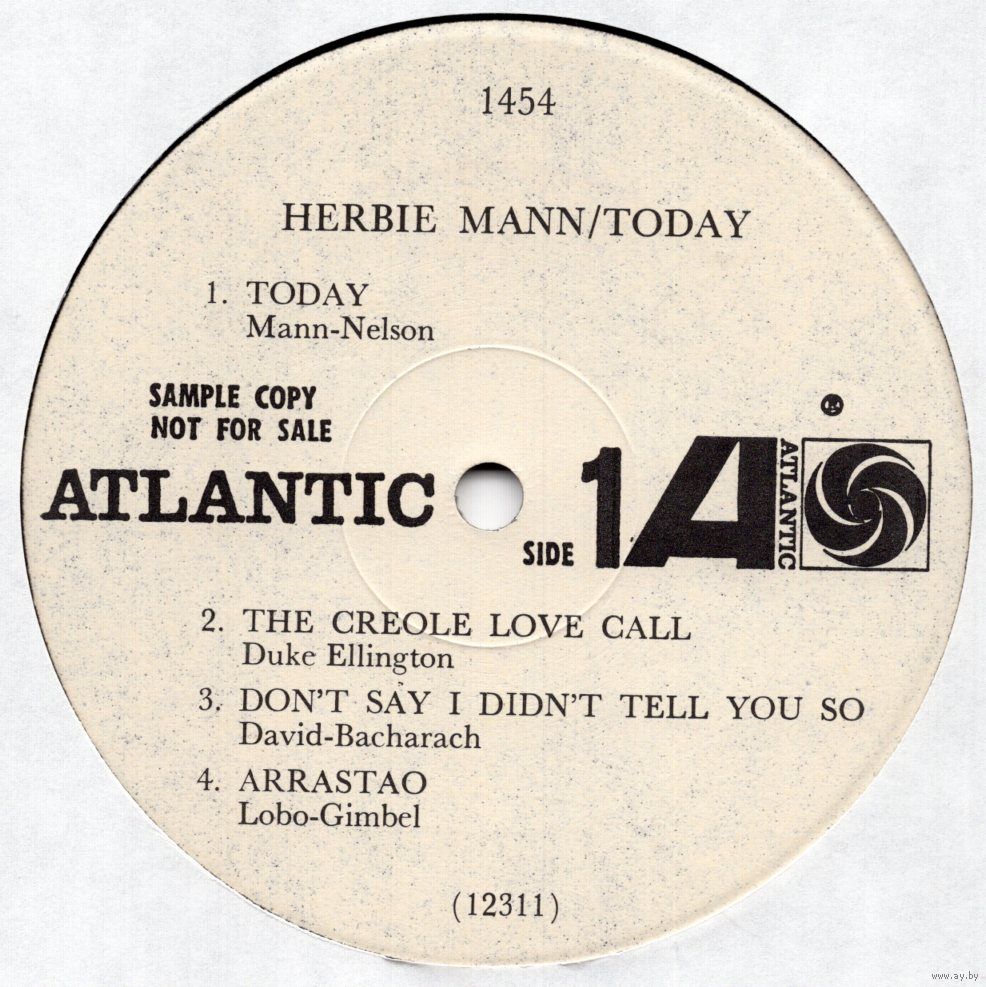 1454
HERBIE MANN/TODAY
1. TODAY
Mann-Nelson
SAMPLE COPY
NOT FOR SALE
ATLANTIC
SIDE 1
A
ATLANTIC
2. THE CREOLE LOVE CALL
Duke Ellington
3. DON'T SAY I DIDN'T TELL YOU SO
David-Bacharach
4. ARRASTAO
Lobo-Gimbel
(12311)
www.ay.by